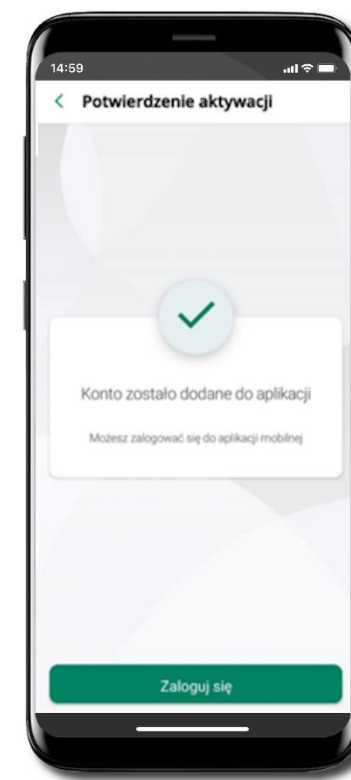 14:59
Potwierdzenie aktywacji
Konto zostało dodane do aplikacji
Możesz zalogować się do aplikacji mobilnej
Zaloguj się